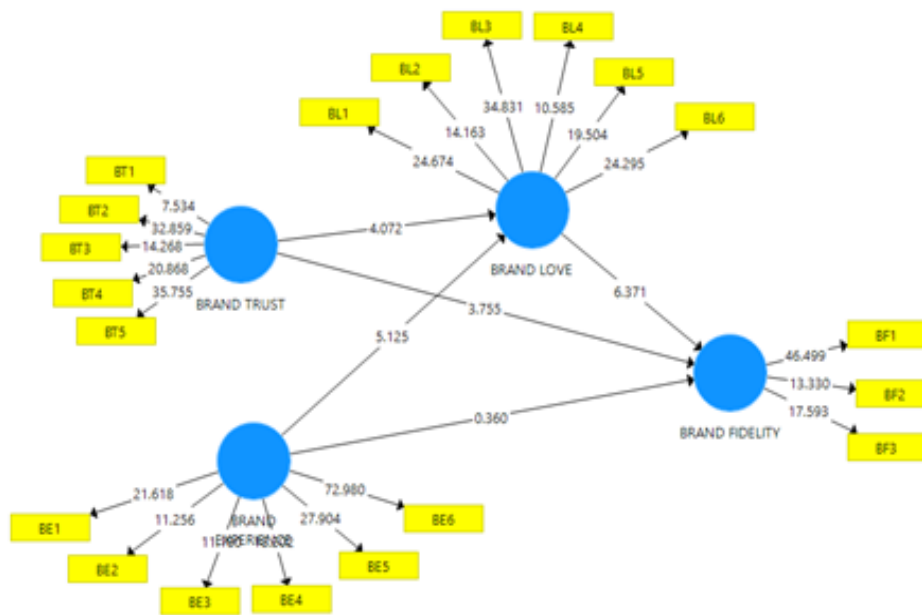 BL3
BL4
BL2
BL5
BL1
BL6
34.831
10.585
14.163
19.504
24.674
24.295
BT1
BT2
BT3
BT4
BT5
7.534
32.859
14.268
20.868
35.755
BRAND TRUST
4.072
BRAND LOVE
3.755
6.371
5.125
0.360
BRAND FIDELITY
BF1
BF2
BF3
46.499
13.330
17.593
BRAND
21.618
11.256
72.980
27.904
BE1
BE2
BE3
BE4
BE5
BE6